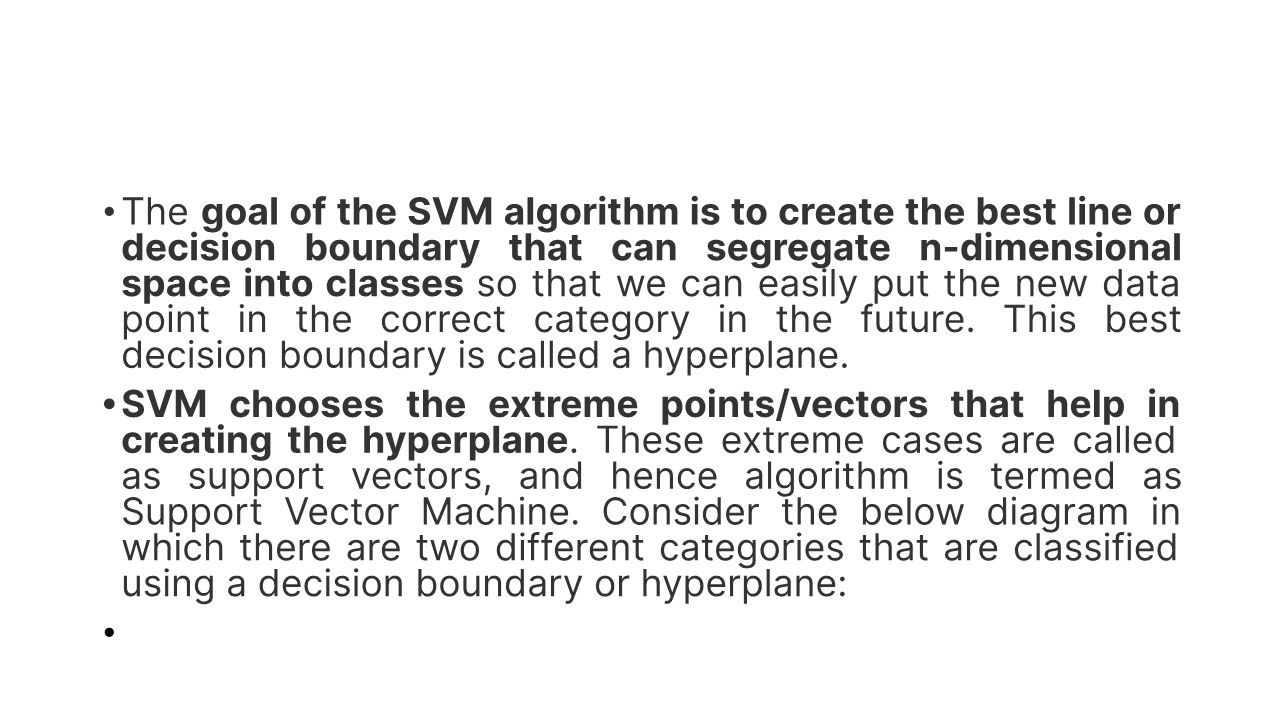 • The goal of the SVM algorithm is to create the best line or
decision boundary that can segregate n-dimensional
space into classes so that we can easily put the new data
point in the correct category in the future. This best
decision boundary is called a hyperplane.
• SVM chooses the extreme points/vectors that help in
creating the hyperplane. These extreme cases are called
as support vectors, and hence algorithm is termed as
Support Vector Machine. Consider the below diagram in
which there are two different categories that are classified
using a decision boundary or hyperplane:
•